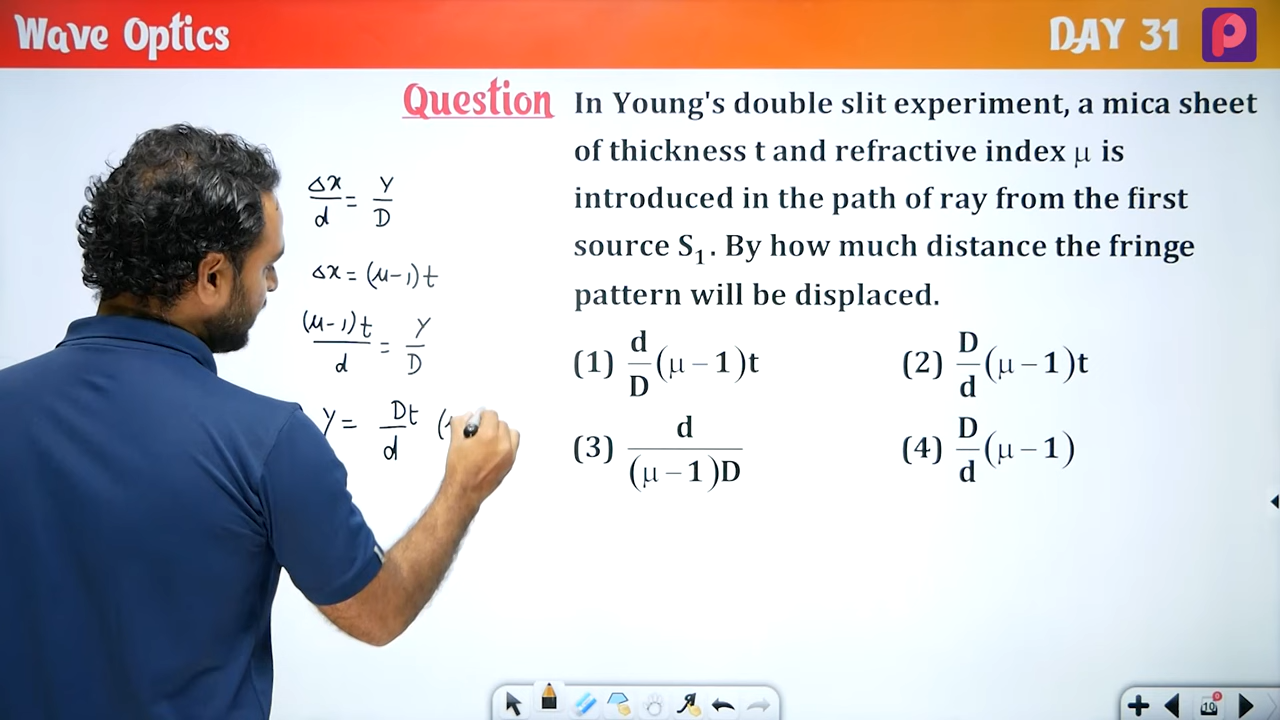 Wave Optics
DAY 31
Question In Young's double slit experiment, a mica sheet
of thickness t and refractive index μ is
introduced in the path of ray from the first
source S₁. By how much distance the fringe
pattern will be displaced.
(1) d/D (μ – 1)t
(2) D/d (μ – 1)t
(3) d/((μ – 1)D)
(4) D/d (μ – 1)
Δx/d = Y/D
Δx = (μ-1)t
(μ-1)t/d = Y/D
Y = Dt/d (
10